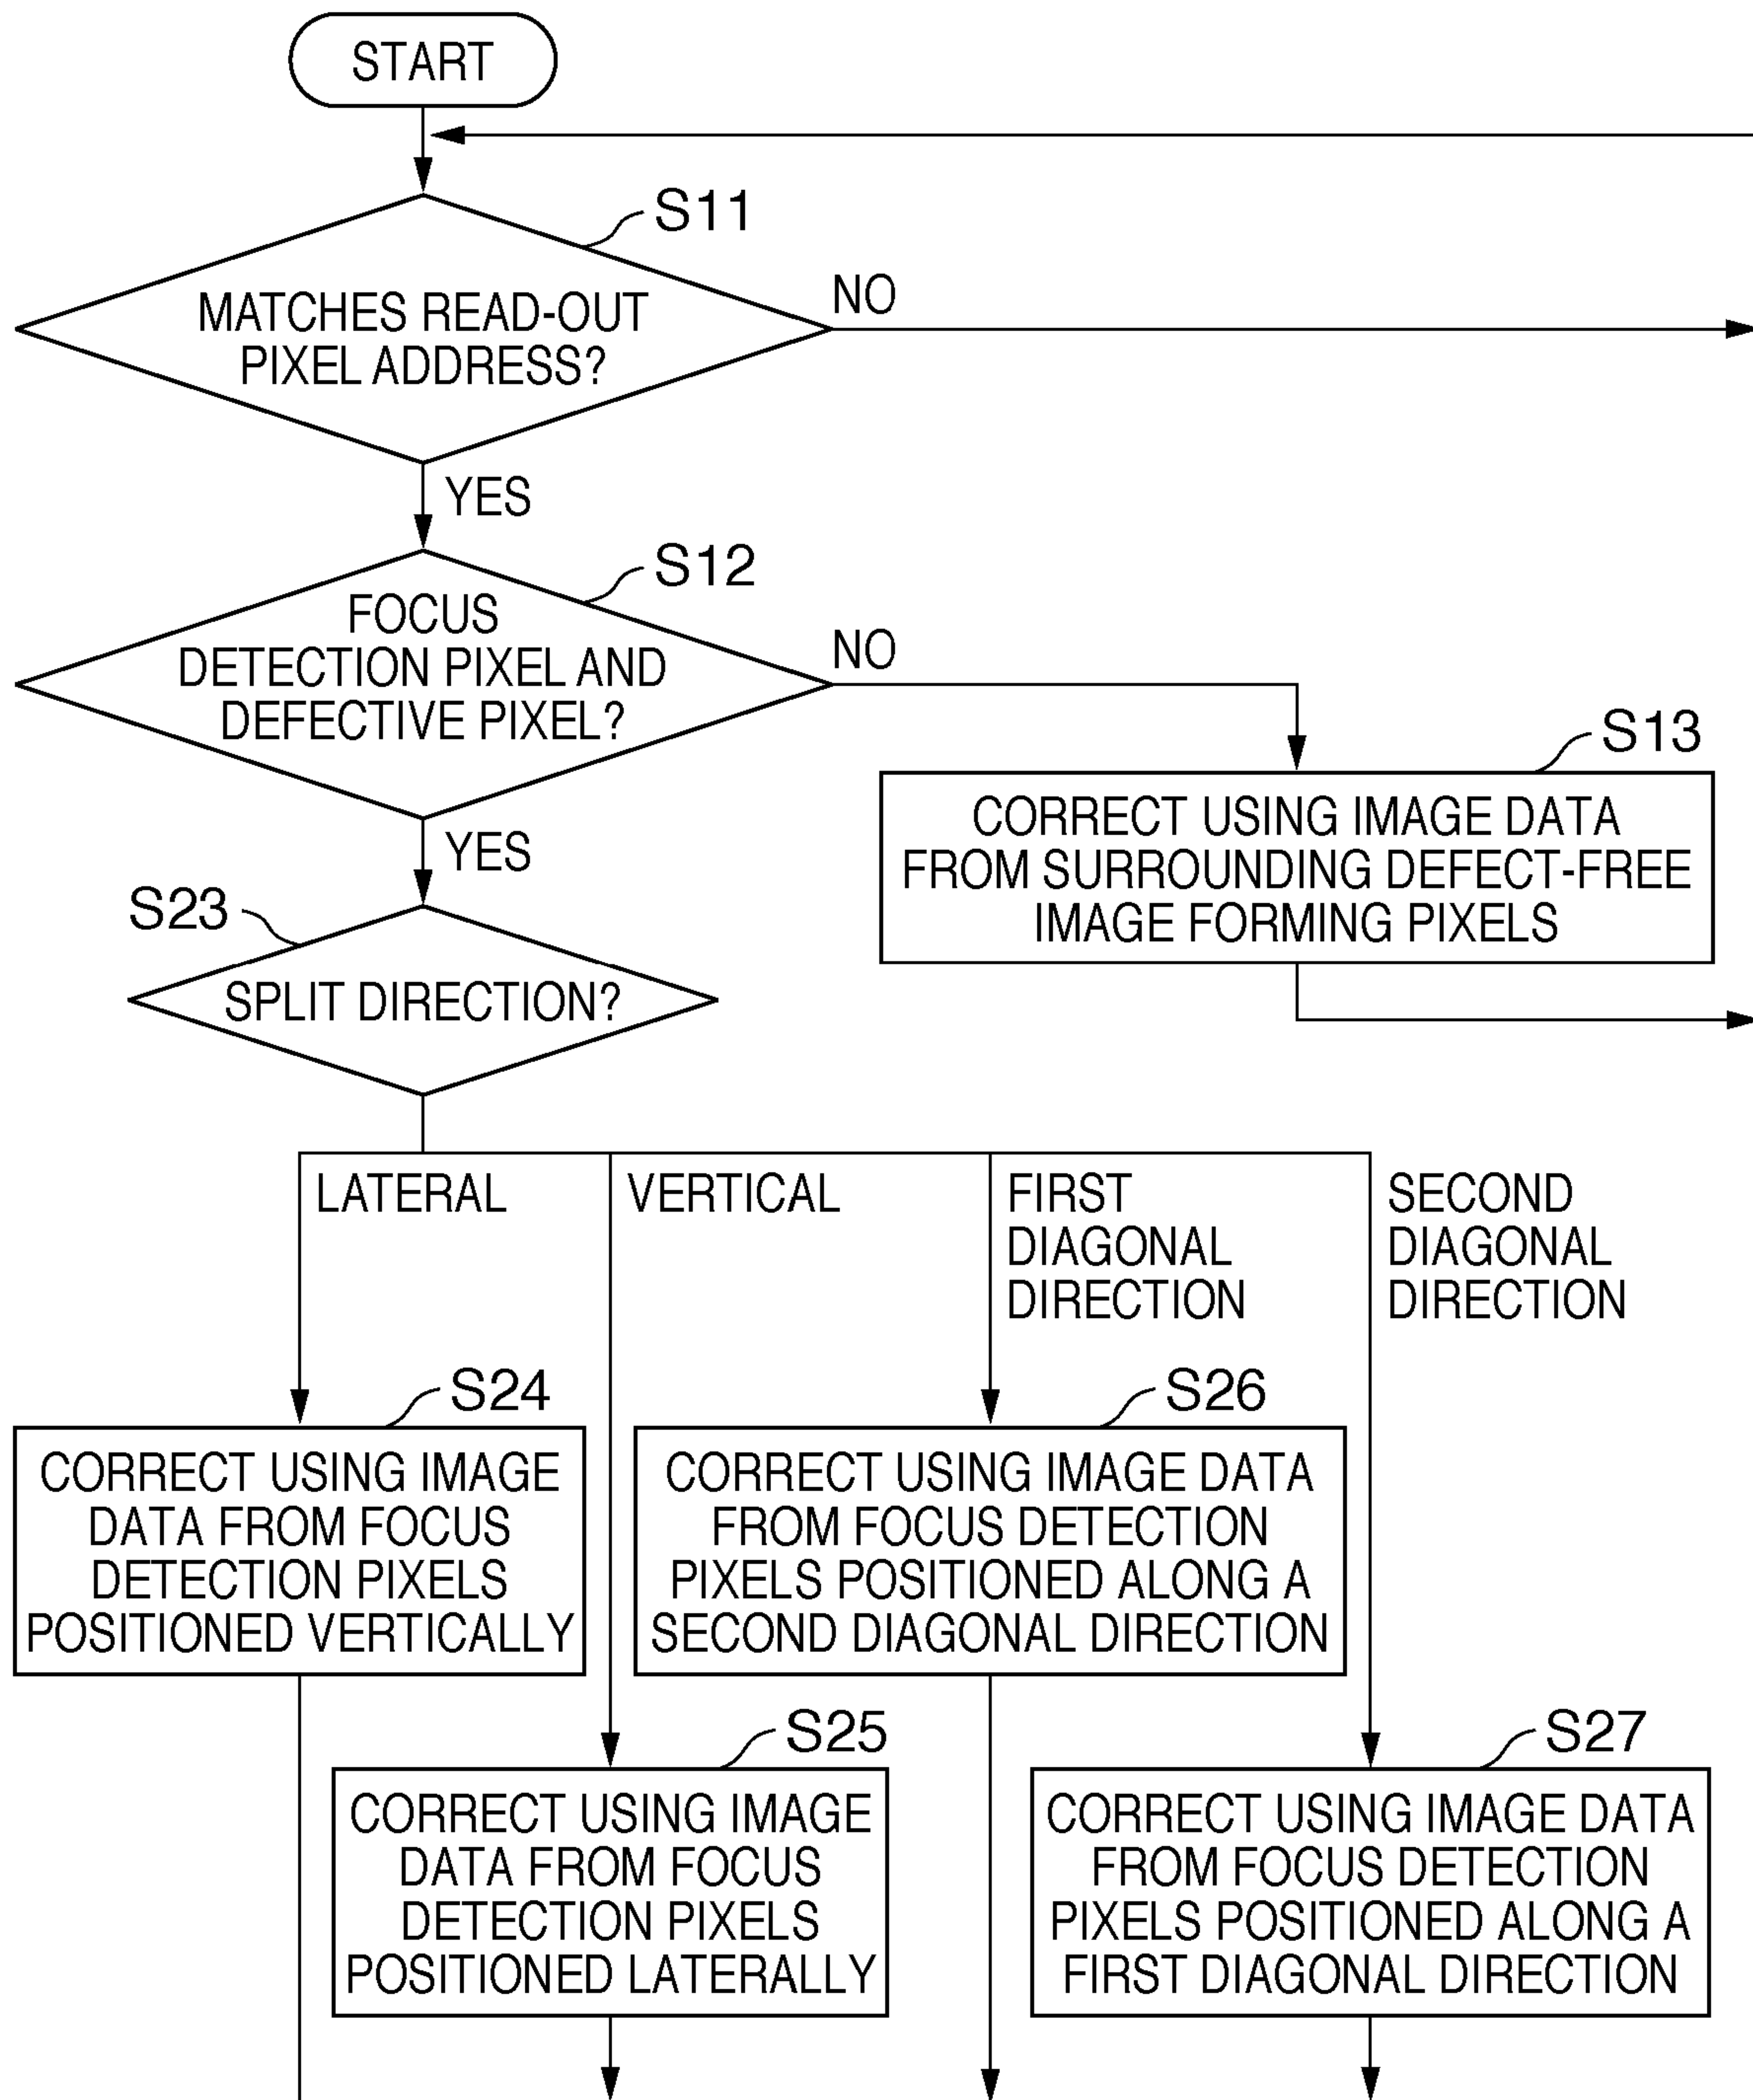 START
S11
MATCHES READ-OUT
PIXEL ADDRESS?
NO
YES
S12
FOCUS
DETECTION PIXEL AND
DEFECTIVE PIXEL?
NO
YES
S13
CORRECT USING IMAGE DATA
FROM SURROUNDING DEFECT-FREE
IMAGE FORMING PIXELS
S23
SPLIT DIRECTION?
LATERAL
VERTICAL
FIRST
DIAGONAL
DIRECTION
SECOND
DIAGONAL
DIRECTION
S24
CORRECT USING IMAGE
DATA FROM FOCUS
DETECTION PIXELS
POSITIONED VERTICALLY
S26
CORRECT USING IMAGE DATA
FROM FOCUS DETECTION
PIXELS POSITIONED ALONG A
SECOND DIAGONAL DIRECTION
S25
CORRECT USING IMAGE
DATA FROM FOCUS
DETECTION PIXELS
POSITIONED LATERALLY
S27
CORRECT USING IMAGE DATA
FROM FOCUS DETECTION
PIXELS POSITIONED ALONG A
FIRST DIAGONAL DIRECTION